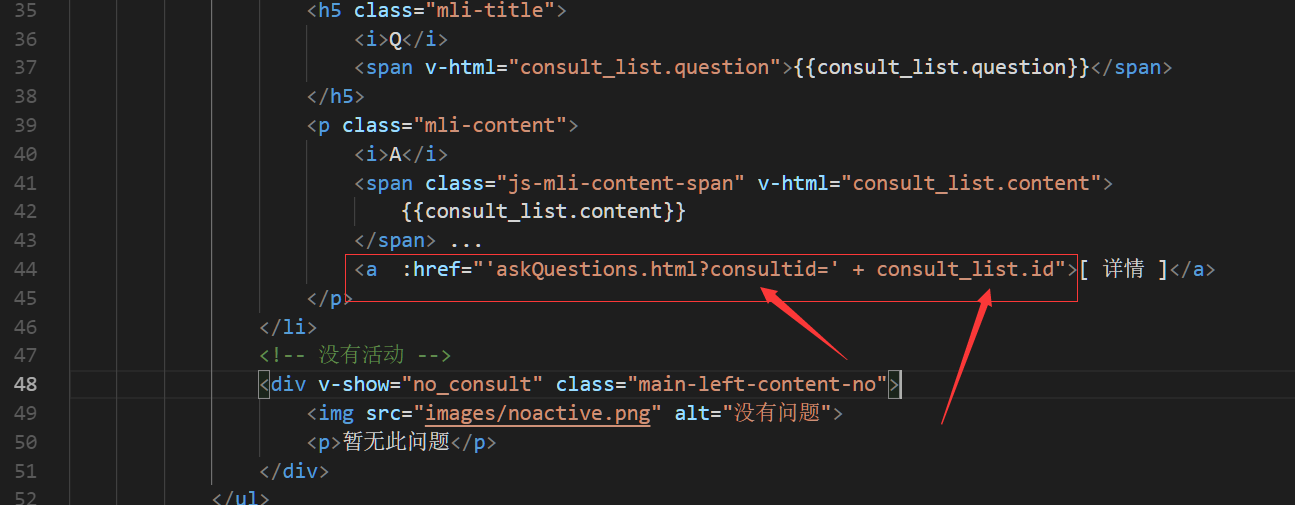 35 <h5 class="mli-title">
36 <i>Q</i>
37 <span v-html="consult_list.question">{{consult_list.question}}</span>
38 </h5>
39 <p class="mli-content">
40 <i>A</i>
41 <span class="js-mli-content-span" v-html="consult_list.content">
42 {{consult_list.content}}
43 </span> ...
44 <a  :href="'askQuestions.html?consultid=' + consult_list.id">[ 详情 ]</a>
45 </p>
46 </li>
47 <!-- 没有活动 -->
48 <div v-show="no_consult" class="main-left-content-no">
49 <img src="images/noactive.png" alt="没有问题">
50 <p>暂无此问题</p>
51 </div>
52 </ul>